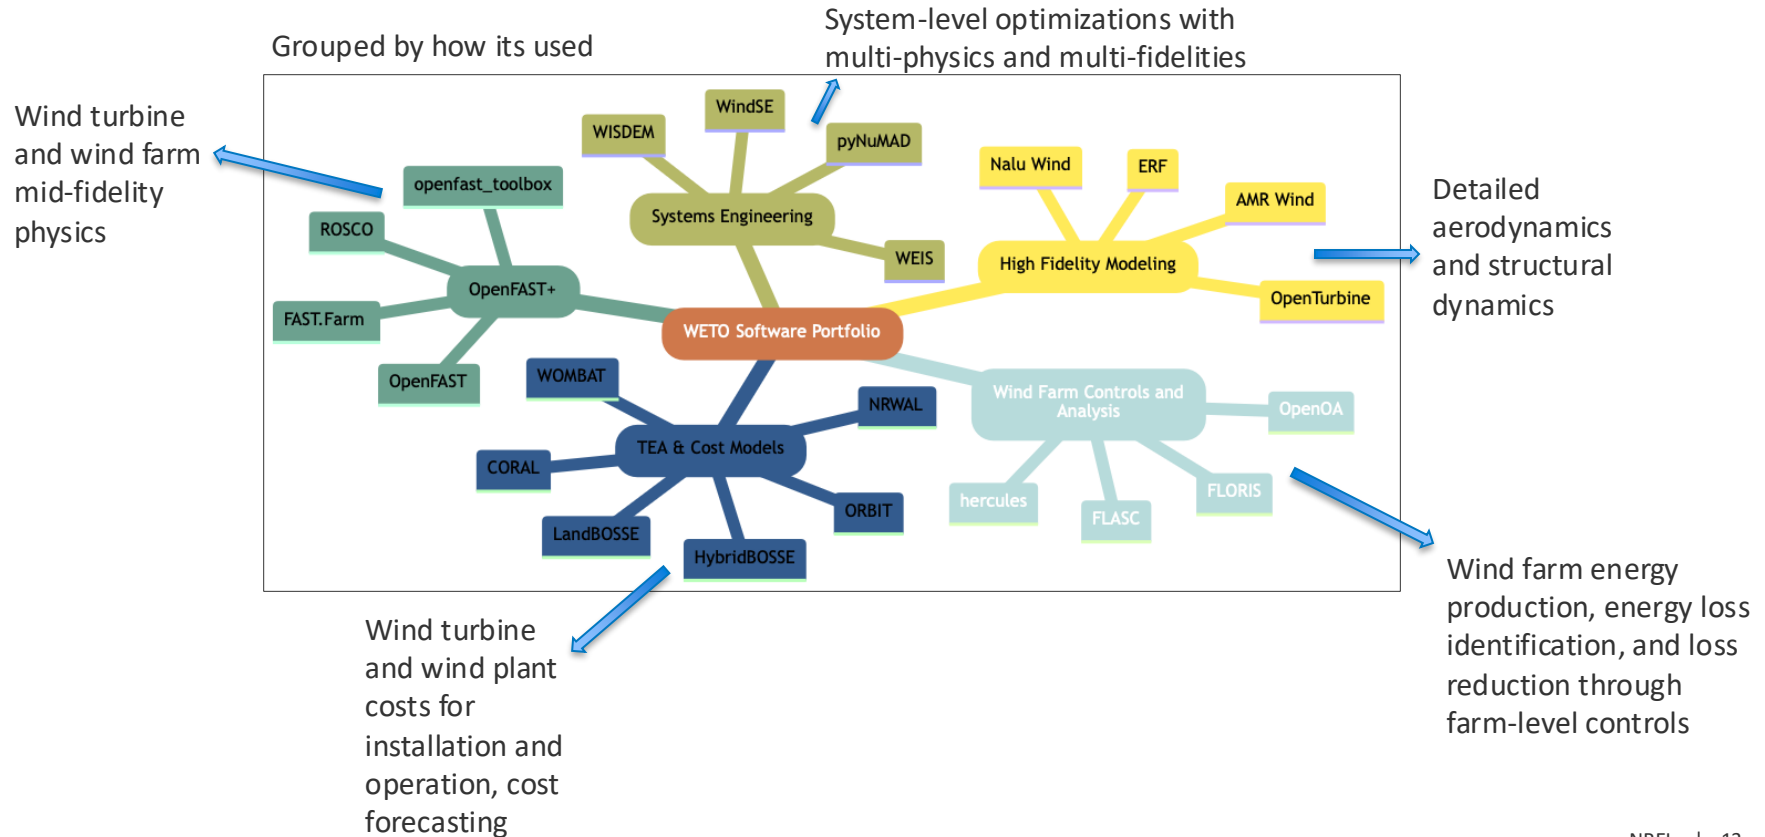 System-level optimizations with
multi-physics and multi-fidelities
Grouped by how its used
Wind turbine
and wind farm
mid-fidelity
physics
WindSE
WISDEM
pyNuMAD
Systems Engineering
WEIS
openfast_toolbox
ROSCO
OpenFAST+
FAST.Farm
OpenFAST
Nalu Wind
ERF
AMR Wind
High Fidelity Modeling
OpenTurbine
Detailed
aerodynamics
and structural
dynamics
WETO Software Portfolio
WOMBAT
NRWAL
TEA & Cost Models
CORAL
ORBIT
LandBOSSE
HybridBOSSE
Wind Farm Controls and
Analysis
OpenOA
hercules
FLORIS
FLASC
Wind farm energy
production, energy loss
identification, and loss
reduction through
farm-level controls
Wind turbine
and wind plant
costs for
installation and
operation, cost
forecasting